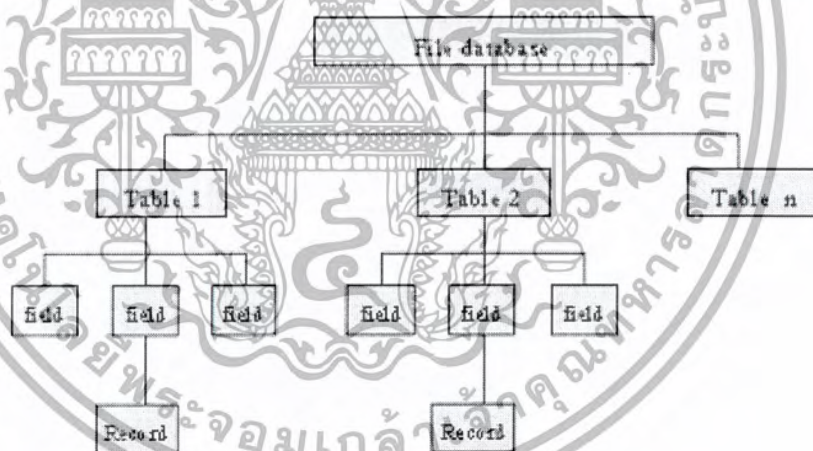 File database
Table 1 Table 2 Table n
field field field field field field
Record Record